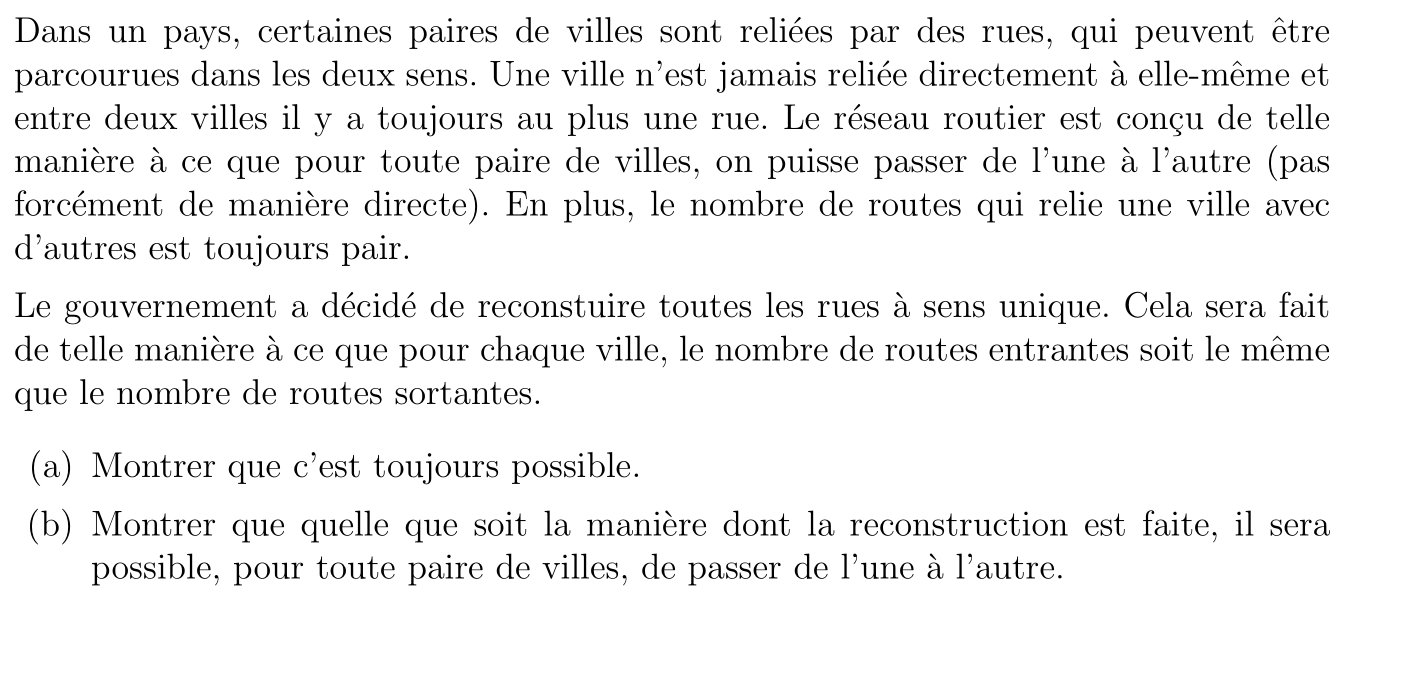 Dans un pays, certaines paires de villes sont reliées par des rues, qui peuvent être
parcourues dans les deux sens. Une ville n'est jamais reliée directement à elle-même et
entre deux villes il y a toujours au plus une rue. Le réseau routier est conçu de telle
manière à ce que pour toute paire de villes, on puisse passer de l'une à l'autre (pas
forcément de manière directe). En plus, le nombre de routes qui relie une ville avec
d'autres est toujours pair.
Le gouvernement a décidé de reconstuire toutes les rues à sens unique. Cela sera fait
de telle manière à ce que pour chaque ville, le nombre de routes entrantes soit le même
que le nombre de routes sortantes.
(a) Montrer que c'est toujours possible.
(b) Montrer que quelle que soit la manière dont la reconstruction est faite, il sera
possible, pour toute paire de villes, de passer de l'une à l'autre.